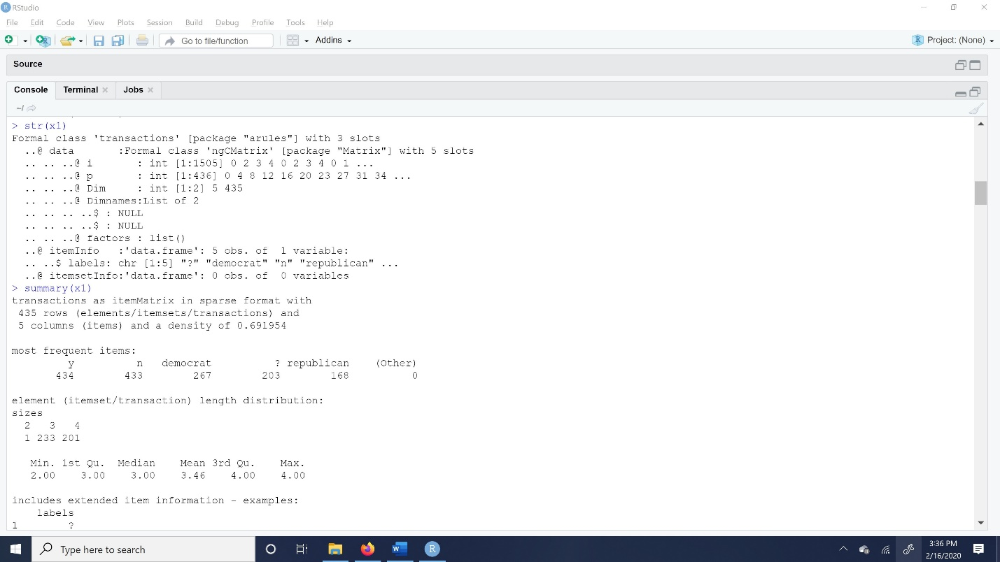 RStudio
File Edit Code View Plots Session Build Debug Profile Tools Help
Go to file/function Addins Project: (None)
Source
Console Terminal Jobs
~/
> str(x1)
Formal class 'transactions' [package "arules"] with 3 slots
  ..@ data       :Formal class 'ngCMatrix' [package "Matrix"] with 5 slots
  .. .. ..@ i       : int [1:1505] 0 2 3 4 0 2 3 4 0 1 ...
  .. .. ..@ p       : int [1:436] 0 4 8 12 16 20 23 27 31 34 ...
  .. .. ..@ Dim     : int [1:2] 5 435
  .. .. ..@ Dimnames:List of 2
  .. .. .. ..$ : NULL
  .. .. .. ..$ : NULL
  .. .. ..@ factors : list()
  ..@ itemInfo   :'data.frame': 5 obs. of  1 variable:
  .. ..$ labels: chr [1:5] "?" "democrat" "n" "republican" ...
  ..@ itemsetInfo:'data.frame': 0 obs. of  0 variables
> summary(x1)
transactions as itemMatrix in sparse format with
 435 rows (elements/itemsets/transactions) and
 5 columns (items) and a density of 0.691954
most frequent items:
         y          n   democrat          ? republican    (Other)
       434        433        267        203        168          0
element (itemset/transaction) length distribution:
sizes
  2   3   4
  1 233 201
   Min. 1st Qu.  Median    Mean 3rd Qu.    Max.
   2.00    3.00    3.00    3.46    4.00    4.00
includes extended item information - examples:
    labels
1        ?
Type here to search
3:36 PM
2/16/2020